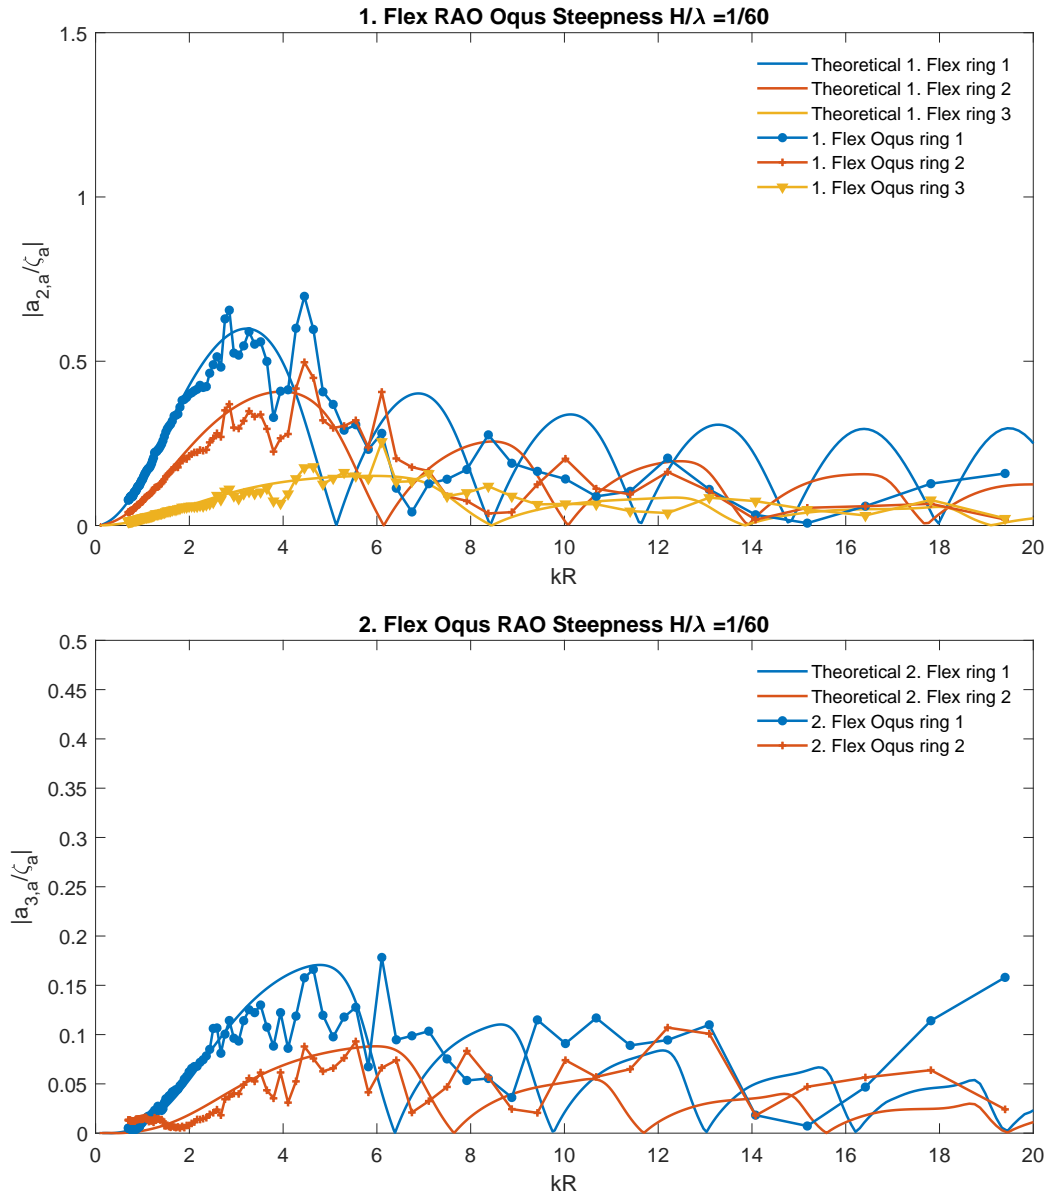 1. Flex RAO Oqus Steepness H/λ =1/60
1.5
1
0.5
0
|a2,a/ζa|
Theoretical 1. Flex ring 1
Theoretical 1. Flex ring 2
Theoretical 1. Flex ring 3
1. Flex Oqus ring 1
1. Flex Oqus ring 2
1. Flex Oqus ring 3
0 2 4 6 8 10 12 14 16 18 20
kR
2. Flex Oqus RAO Steepness H/λ =1/60
0.5
0.45
0.4
0.35
0.3
0.25
0.2
0.15
0.1
0.05
0
|a3,a/ζa|
Theoretical 2. Flex ring 1
Theoretical 2. Flex ring 2
2. Flex Oqus ring 1
2. Flex Oqus ring 2
0 2 4 6 8 10 12 14 16 18 20
kR